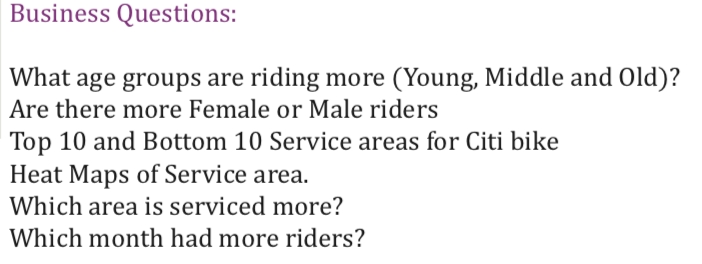 Business Questions:
What age groups are riding more (Young, Middle and Old)?
Are there more Female or Male riders
Top 10 and Bottom 10 Service areas for Citi bike
Heat Maps of Service area.
Which area is serviced more?
Which month had more riders?